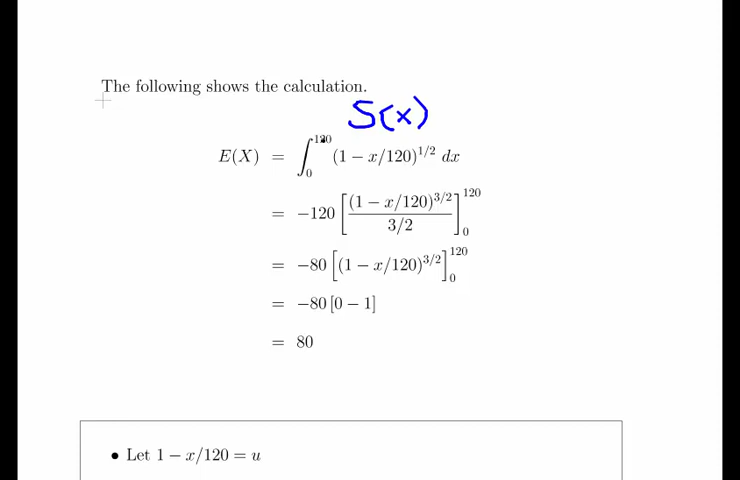 The following shows the calculation.
S(x)
E(X) = ∫₀¹²⁰ (1 − x/120)^{1/2} dx
= −120 [(1 − x/120)^{3/2} / 3/2]₀¹²⁰
= −80 [(1 − x/120)^{3/2}]₀¹²⁰
= −80 [0 − 1]
= 80
• Let 1 − x/120 = u